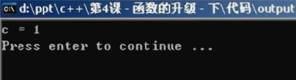 d:\ppt\c++\第4课 - 函数的升级 - 下\代码\output
c = 1
Press enter to continue ...